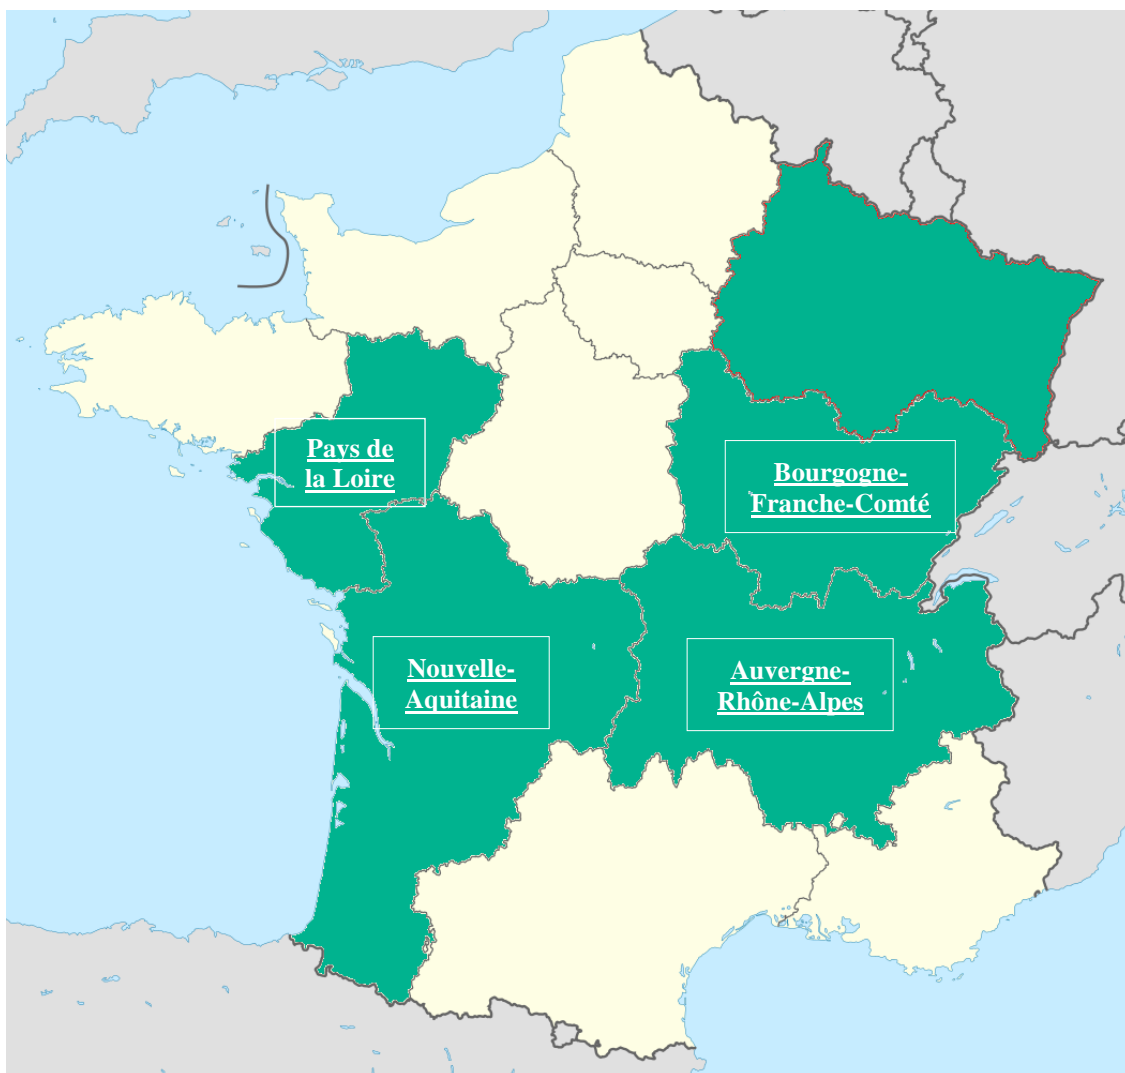 Pays de
la Loire
Bourgogne-
Franche-Comté
Nouvelle-
Aquitaine
Auvergne-
Rhône-Alpes